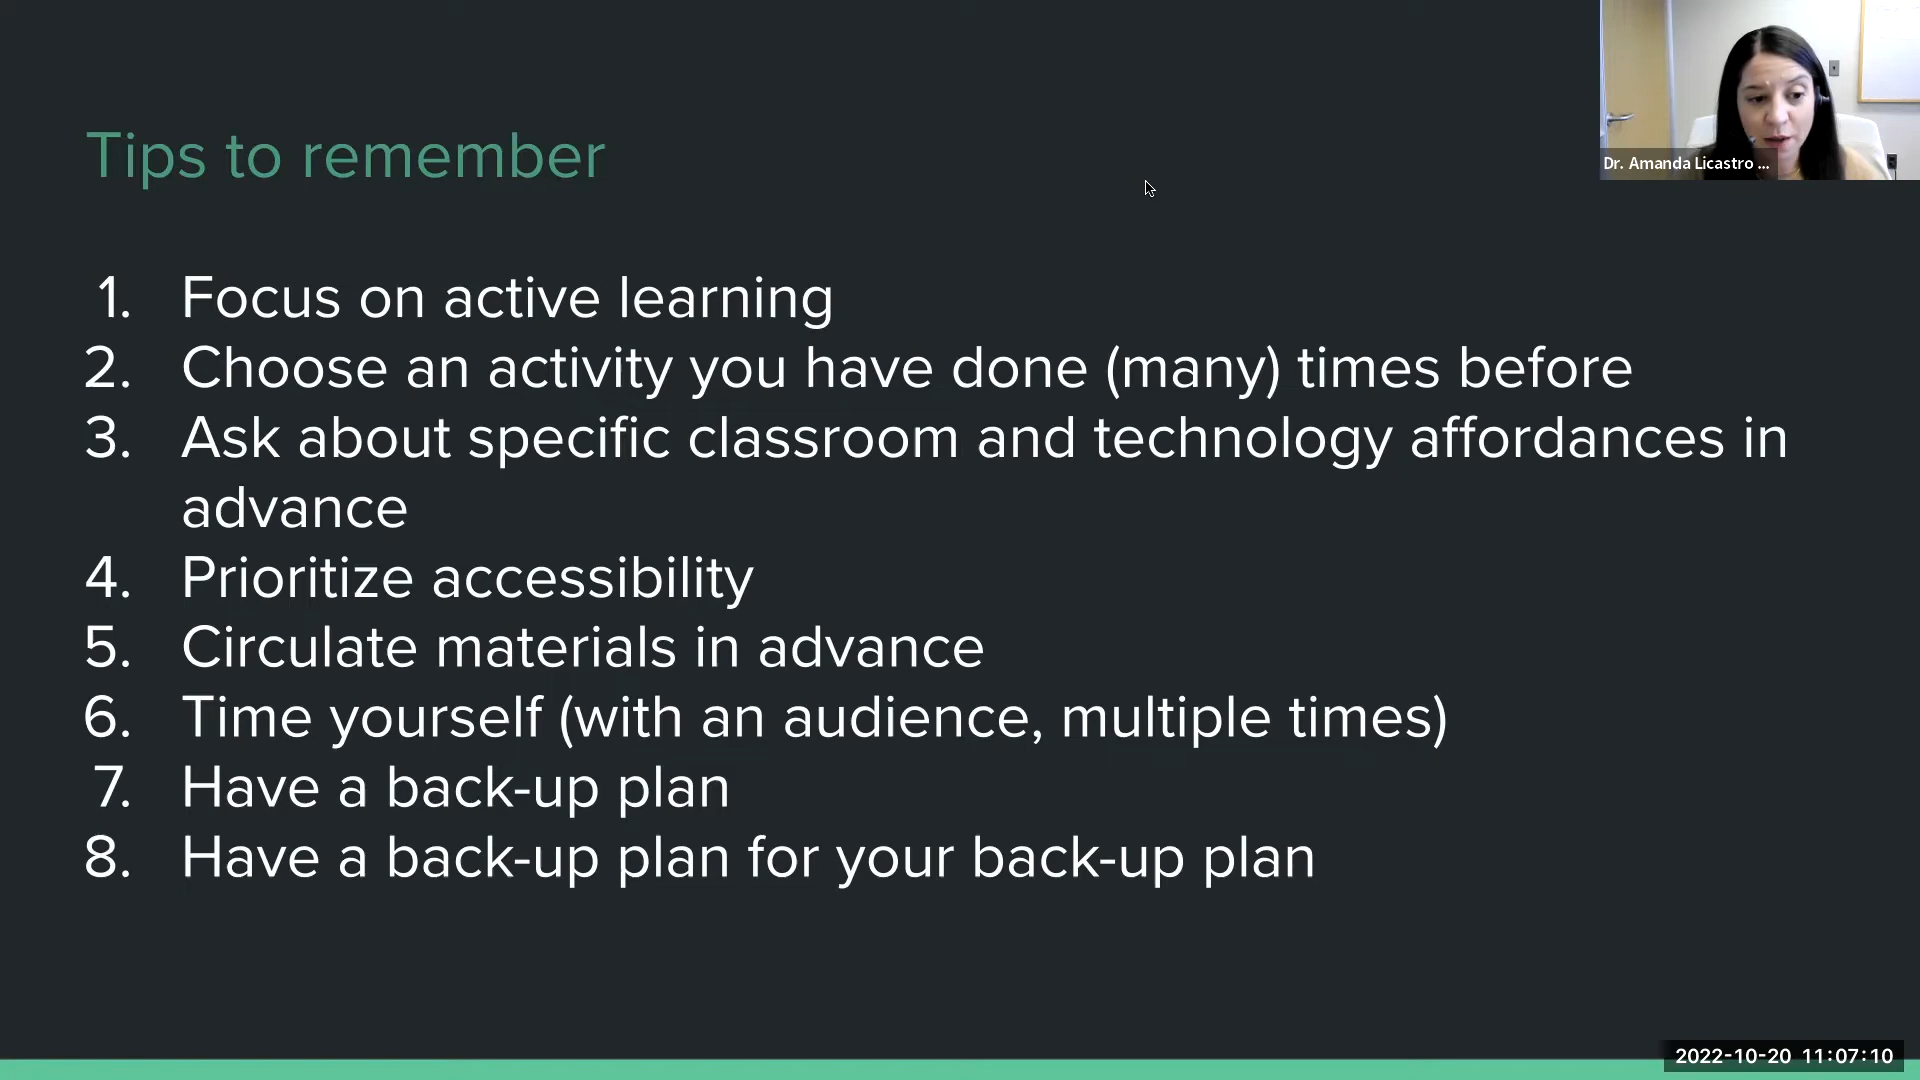 Dr. Amanda Licastro ...
Tips to remember
1. Focus on active learning
2. Choose an activity you have done (many) times before
3. Ask about specific classroom and technology affordances in
advance
4. Prioritize accessibility
5. Circulate materials in advance
6. Time yourself (with an audience, multiple times)
7. Have a back-up plan
8. Have a back-up plan for your back-up plan
2022-10-20 11:07:10